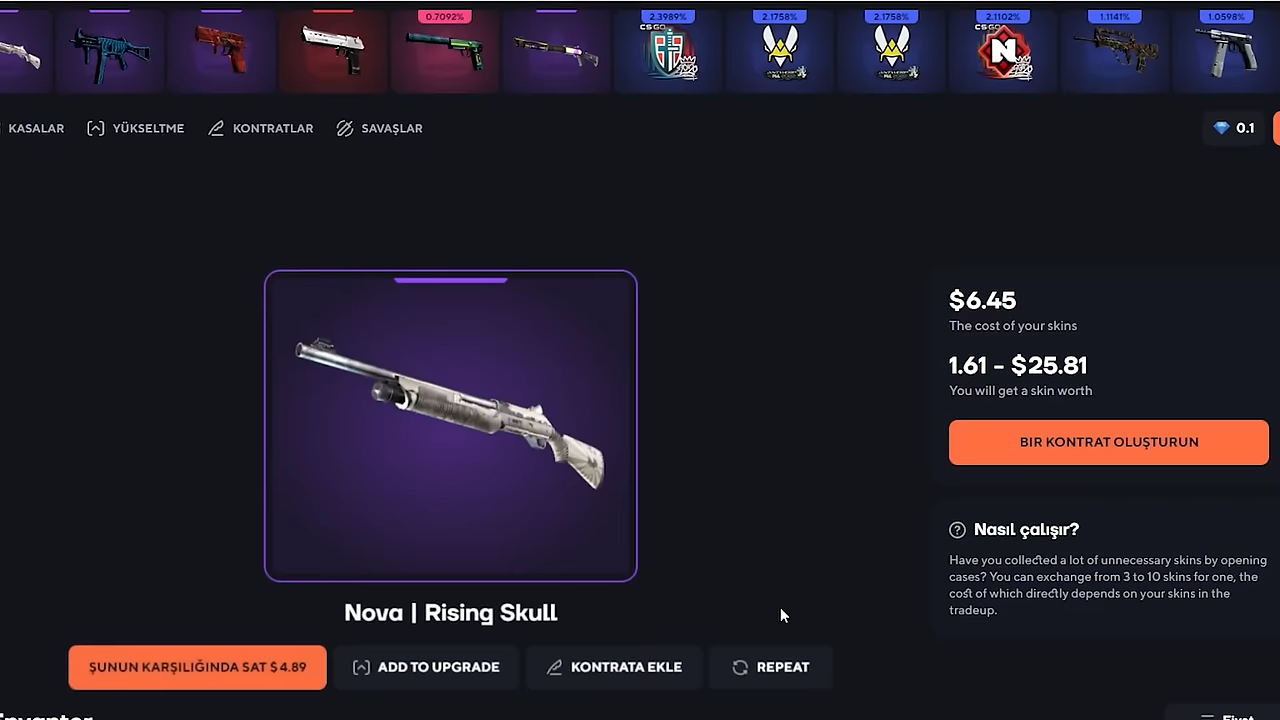 0.7092%
2.3989%
2.1758%
2.1758%
2.1102%
1.1141%
1.0598%
CS:GO
CS:GO
N
KASALAR
YÜKSELTME
KONTRATLAR
SAVAŞLAR
0.1
$6.45
The cost of your skins
1.61 - $25.81
You will get a skin worth
BIR KONTRAT OLUŞTURUN
? Nasıl çalışır?
Have you collected a lot of unnecessary skins by opening
cases? You can exchange from 3 to 10 skins for one, the
cost of which directly depends on your skins in the
tradeup.
Nova | Rising Skull
ŞUNUN KARŞILIĞINDA SAT $4.89
ADD TO UPGRADE
KONTRATA EKLE
REPEAT